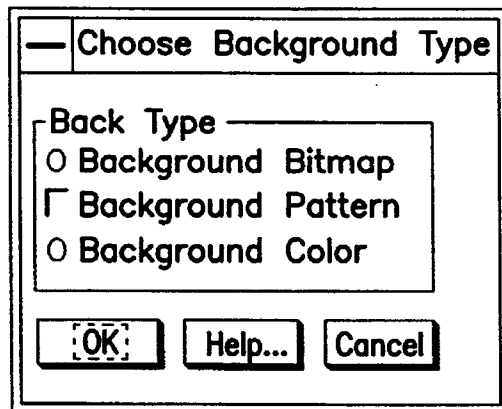 Choose Background Type
Back Type
Background Bitmap
Background Pattern
Background Color
OK Help... Cancel